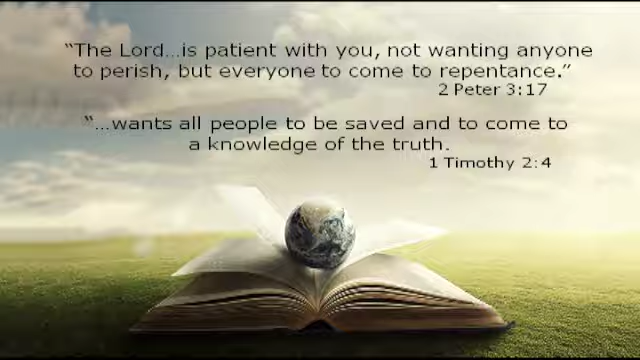 “The Lord…is patient with you, not wanting anyone
to perish, but everyone to come to repentance.”
2 Peter 3:17
“…wants all people to be saved and to come to
a knowledge of the truth.
1 Timothy 2:4